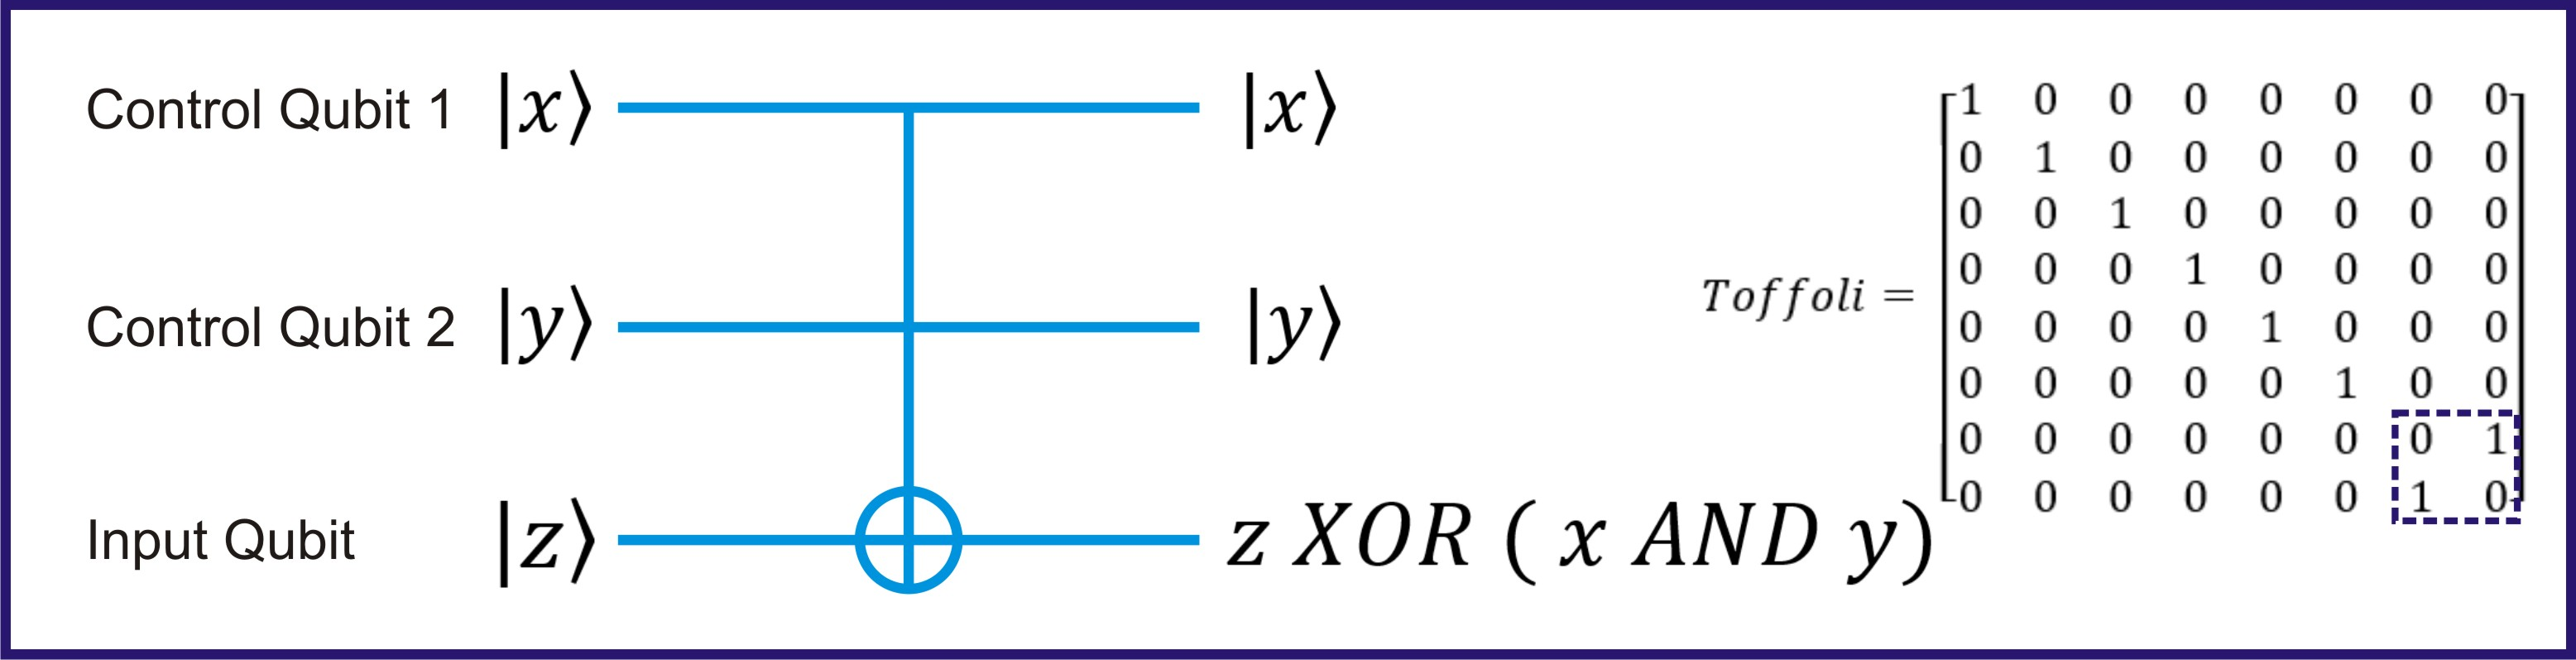 Control Qubit 1 |x⟩ |x⟩
Control Qubit 2 |y⟩ |y⟩
Input Qubit |z⟩ z XOR ( x AND y)
Toffoli =
1 0 0 0 0 0 0 0
0 1 0 0 0 0 0 0
0 0 1 0 0 0 0 0
0 0 0 1 0 0 0 0
0 0 0 0 1 0 0 0
0 0 0 0 0 1 0 0
0 0 0 0 0 0 0 1
0 0 0 0 0 0 1 0